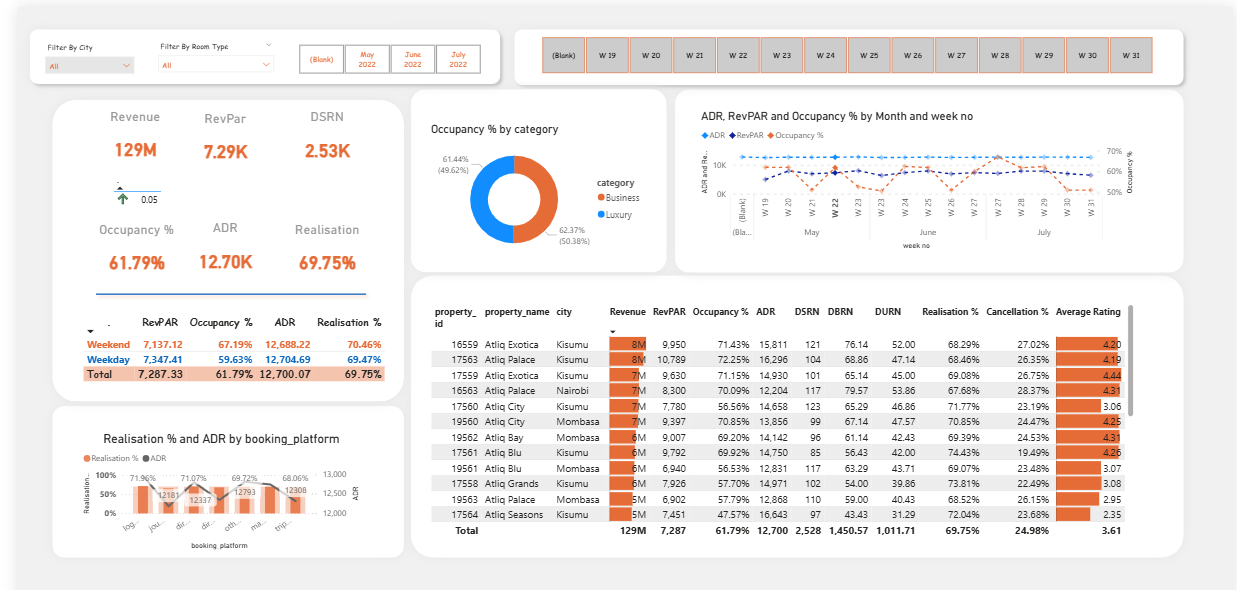 Filter By City
All
Filter By Room Type
All
(Blank) May 2022 June 2022 July 2022
(Blank) W 19 W 20 W 21 W 22 W 23 W 24 W 25 W 26 W 27 W 28 W 29 W 30 W 31
Revenue RevPar DSRN
129M 7.29K 2.53K
0.05
Occupancy % ADR Realisation
61.79% 12.70K 69.75%
. RevPAR Occupancy % ADR Realisation %
Weekend 7,137.12 67.19% 12,688.22 70.46%
Weekday 7,347.41 59.63% 12,704.69 69.47%
Total 7,287.33 61.79% 12,700.07 69.75%
Occupancy % by category
61.44%
(49.62%)
62.37%
(50.38%)
category
Business
Luxury
ADR, RevPAR and Occupancy % by Month and week no
ADR RevPAR Occupancy %
ADR and Re...
10K
0K
70%
60%
50%
Occupancy %
(Blank) W 19 W 20 W 21 W 22 W 23 W 23 W 24 W 25 W 26 W 27 W 28 W 29 W 30 W 31
(Bla... May June July
week no
Realisation % and ADR by booking_platform
Realisation % ADR
Realisation...
100%
50%
0%
71.96% 71.07% 69.72% 68.06%
12181 12337 12793 12308
13,000
12,500
12,000
ADR
log... jou... dir... dir... oth... ma... trip...
booking_platform
property_id property_name city Revenue RevPAR Occupancy % ADR DSRN DBRN DURN Realisation % Cancellation % Average Rating
16559 Atliq Exotica Kisumu 8M 9,950 71.43% 15,811 121 76.14 52.00 68.29% 27.02% 4.20
17563 Atliq Palace Kisumu 8M 10,789 72.25% 16,296 104 68.86 47.14 68.46% 26.35% 4.19
17559 Atliq Exotica Kisumu 7M 9,630 71.15% 14,930 101 65.14 45.00 69.08% 26.75% 4.44
16563 Atliq Palace Nairobi 7M 8,300 70.09% 12,204 117 79.57 53.86 67.68% 28.37% 4.31
17560 Atliq City Kisumu 7M 7,780 56.56% 14,658 123 65.29 46.86 71.77% 23.19% 3.06
19560 Atliq City Mombasa 7M 9,397 70.85% 13,856 99 67.14 47.57 70.85% 24.47% 4.25
19562 Atliq Bay Mombasa 6M 9,007 69.20% 14,142 96 61.14 42.43 69.39% 24.53% 4.31
17561 Atliq Blu Kisumu 6M 9,792 69.92% 14,750 85 56.43 42.00 74.43% 19.49% 4.26
19561 Atliq Blu Mombasa 6M 6,940 56.53% 12,831 117 63.29 43.71 69.07% 23.48% 3.07
17558 Atliq Grands Kisumu 6M 7,926 57.70% 14,971 102 54.00 39.86 73.81% 22.49% 3.08
19563 Atliq Palace Mombasa 5M 6,902 57.79% 12,868 110 59.00 40.43 68.52% 26.15% 2.95
17564 Atliq Seasons Kisumu 5M 7,451 47.57% 16,643 97 43.43 31.29 72.04% 23.68% 2.35
Total 129M 7,287 61.79% 12,700 2,528 1,450.57 1,011.71 69.75% 24.98% 3.61